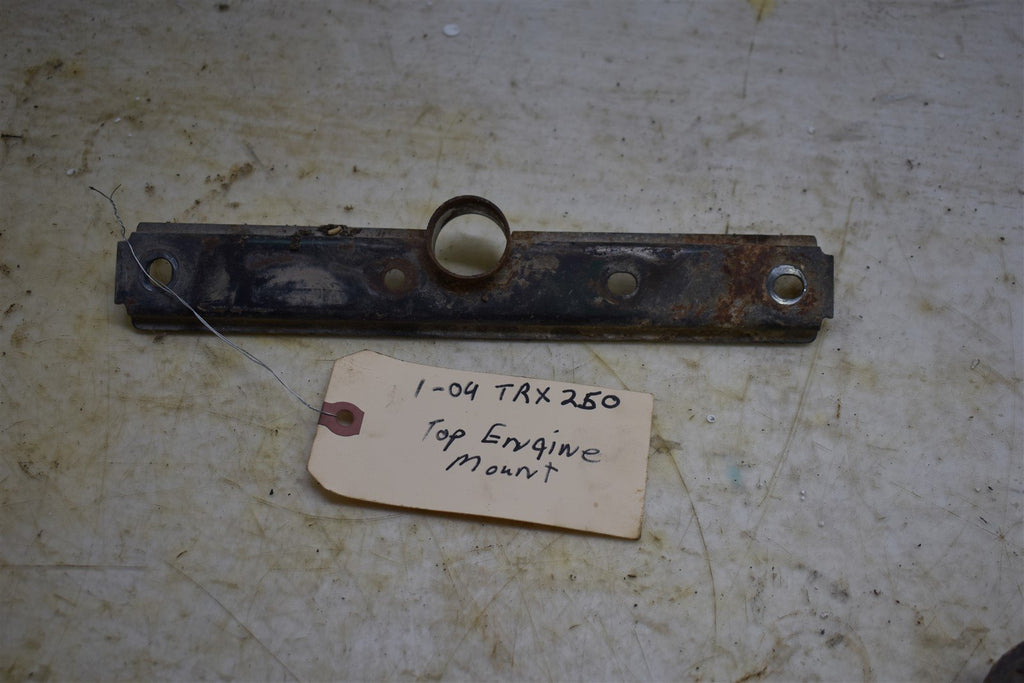 1-04 TRX 250
Top Engine
Mount